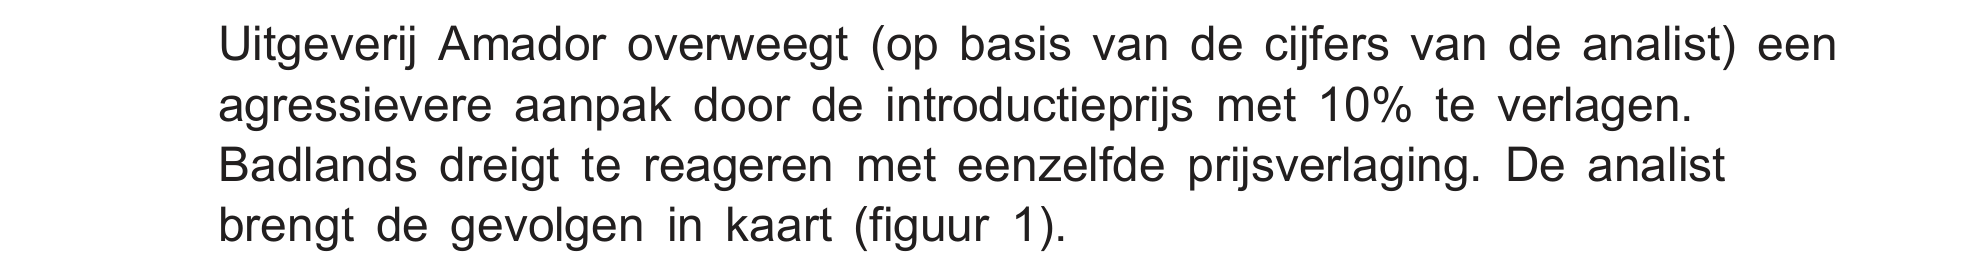 Uitgeverij Amador overweegt (op basis van de cijfers van de analist) een
agressievere aanpak door de introductieprijs met 10% te verlagen.
Badlands dreigt te reageren met eenzelfde prijsverlaging. De analist
brengt de gevolgen in kaart (figuur 1).